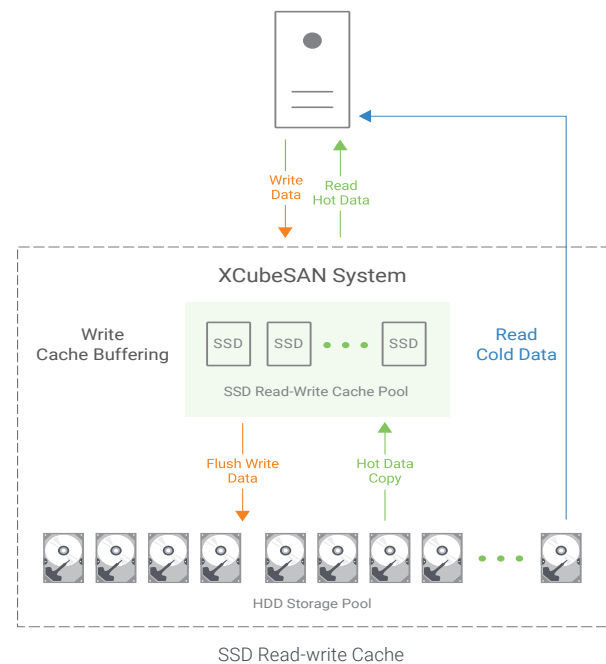 Write
Data
Read
Hot Data
XCubeSAN System
Write
Cache Buffering
SSD
SSD
SSD
Read
Cold Data
SSD Read-Write Cache Pool
Flush Write
Data
Hot Data
Copy
HDD Storage Pool
SSD Read-write Cache